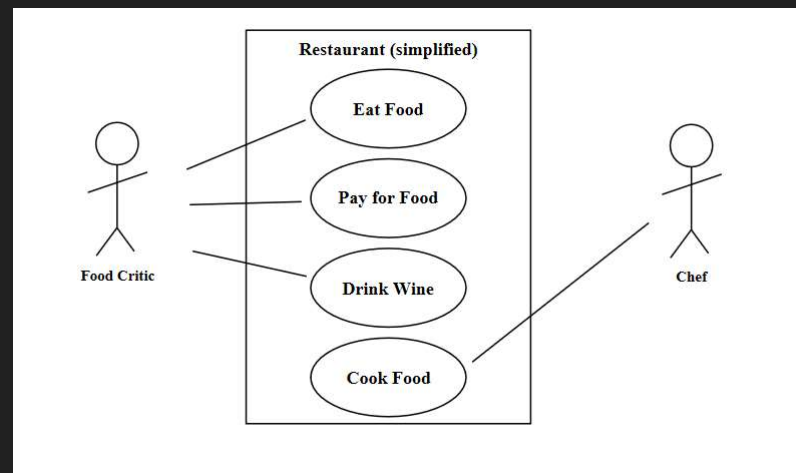 Restaurant (simplified)
Eat Food
Pay for Food
Drink Wine
Cook Food
Food Critic
Chef